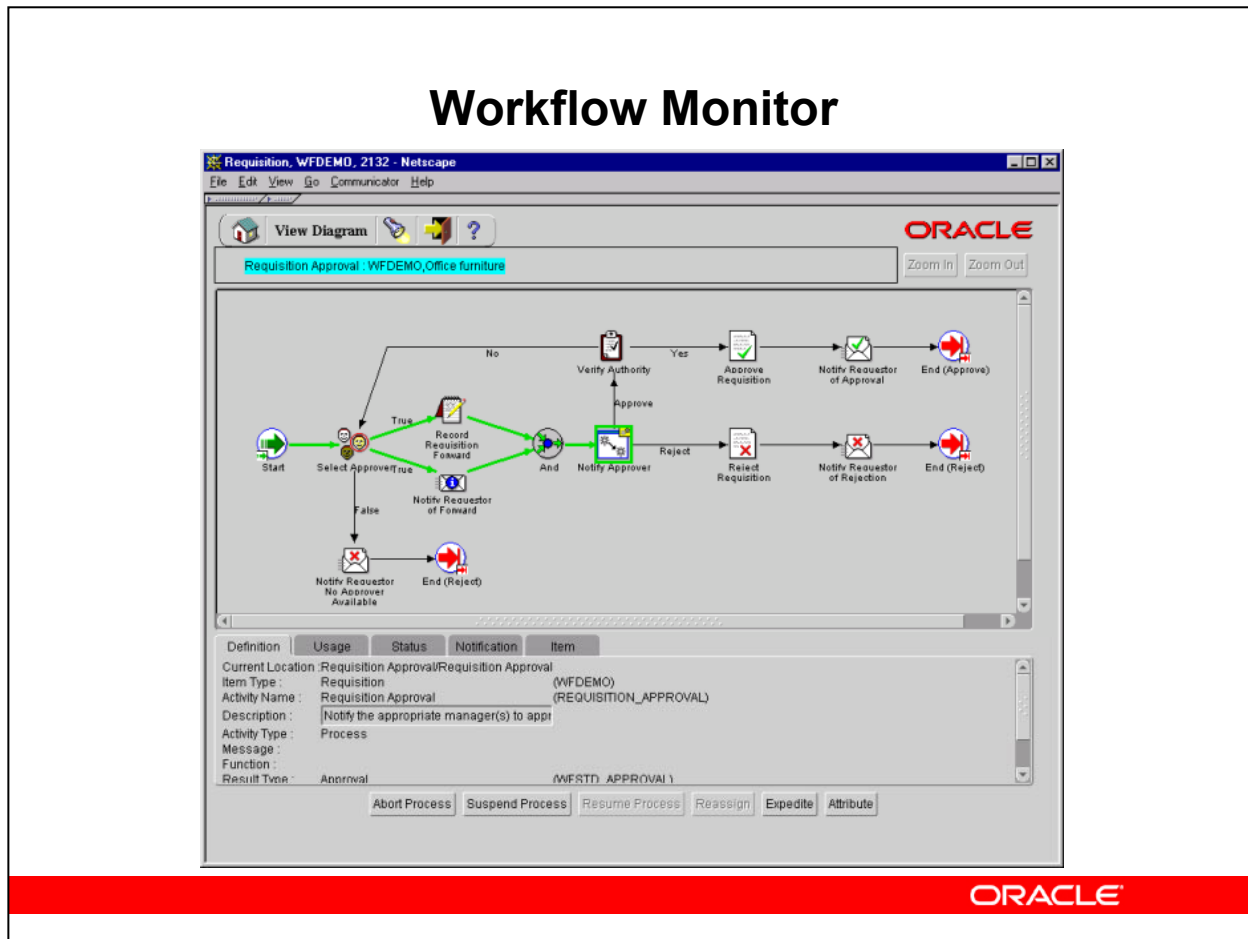 Workflow Monitor
Requisition, WFDEMO, 2132 - Netscape
File Edit View Go Communicator Help
View Diagram ?
ORACLE
Requisition Approval : WFDEMO,Office furniture
Zoom In Zoom Out
No
Yes
Verify Authority
Approve
Requisition
Notify Requestor
of Approval
End (Approve)
Approve
True
Record
Requisition
Forward
Reject
Start
Select Approver
True
And
Notify Approver
Reject
Requisition
Notify Requestor
of Rejection
End (Reject)
Notify Requestor
of Forward
False
Notify Requestor
No Approver
Available
End (Reject)
Definition Usage Status Notification Item
Current Location :Requisition Approval/Requisition Approval
Item Type : Requisition (WFDEMO)
Activity Name : Requisition Approval (REQUISITION_APPROVAL)
Description : Notify the appropriate manager(s) to appr
Activity Type : Process
Message :
Function :
Result Type : Approval (WFSTD_APPROVAL)
Abort Process Suspend Process Resume Process Reassign Expedite Attribute
ORACLE